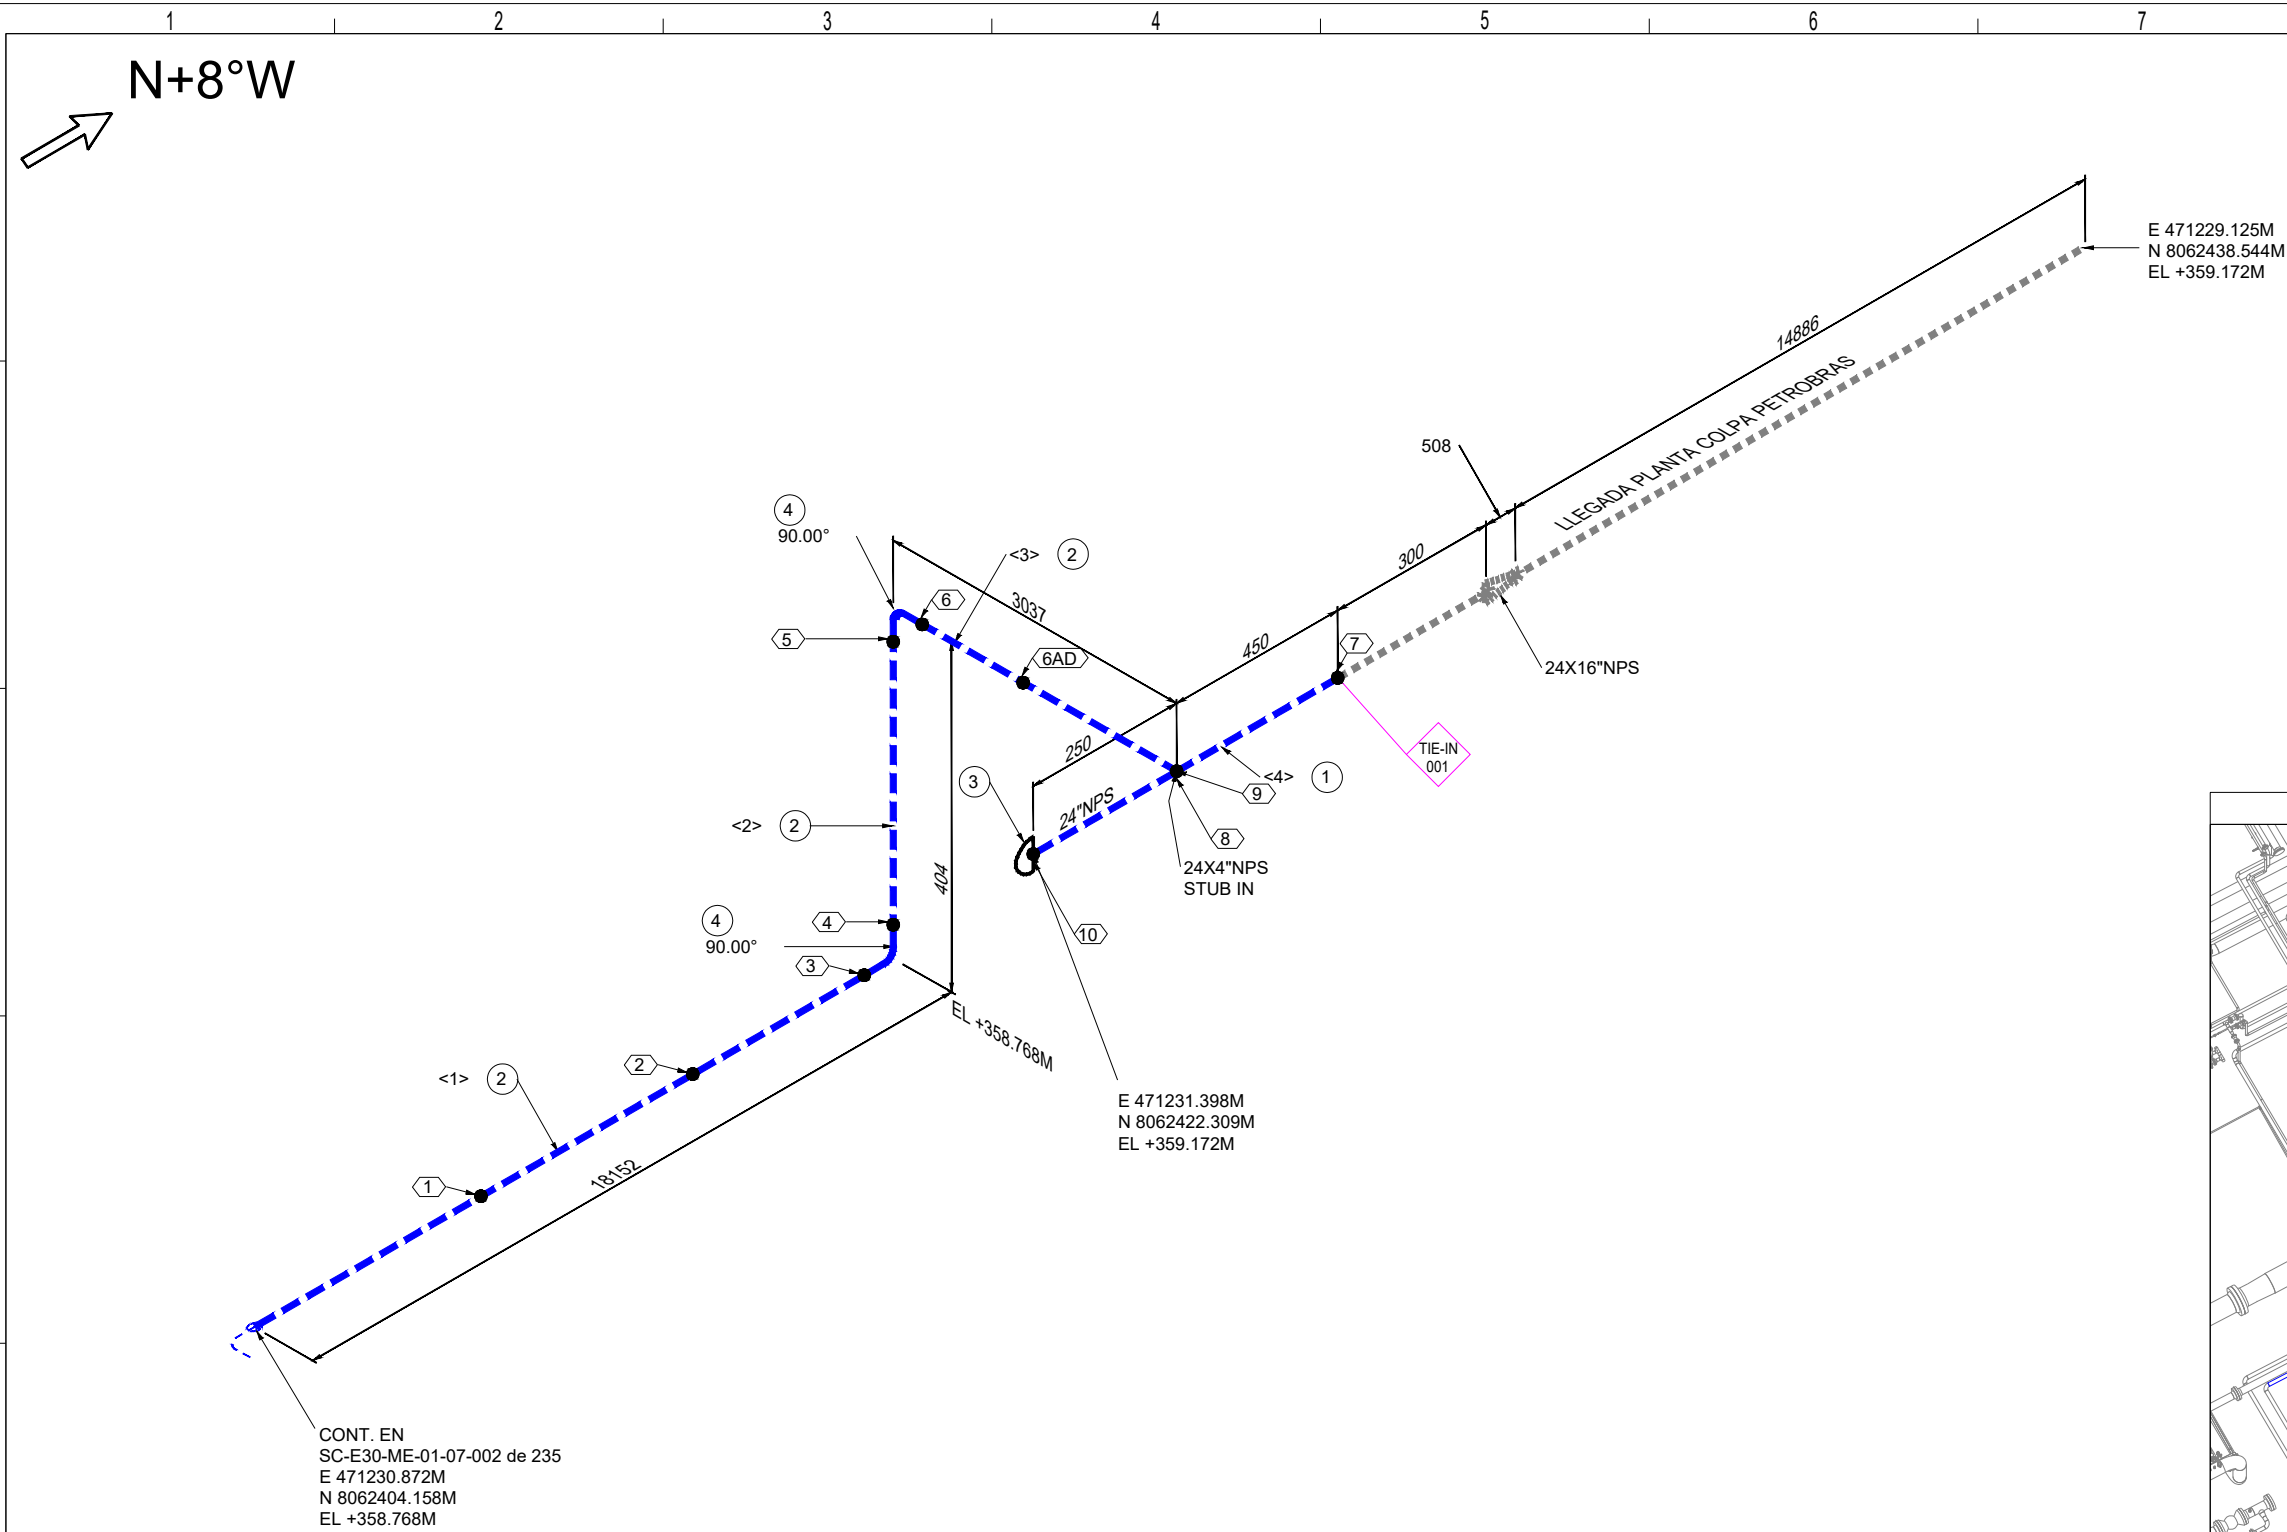 1 2 3 4 5 6 7
N+8°W
E 471229.125M
N 8062438.544M
EL +359.172M
14886
LLEGADA PLANTA COLPA PETROBRAS
508
4
90.00°
<3> 2
300
6
3037
5
450
7
6AD
24X16"NPS
250
TIE-IN
001
3
<4> 1
9
24"NPS
<2> 2
8
24X4"NPS
STUB IN
404
4
90.00°
4
10
3
EL +358.768M
2
<1> 2
E 471231.398M
N 8062422.309M
EL +359.172M
18152
1
CONT. EN
SC-E30-ME-01-07-002 de 235
E 471230.872M
N 8062404.158M
EL +358.768M